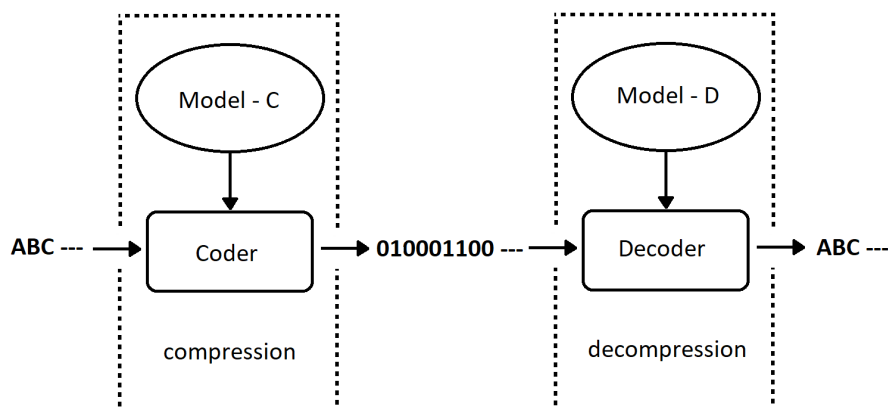 Model - C
Model - D
ABC ---
Coder
010001100 ---
Decoder
ABC ---
compression
decompression